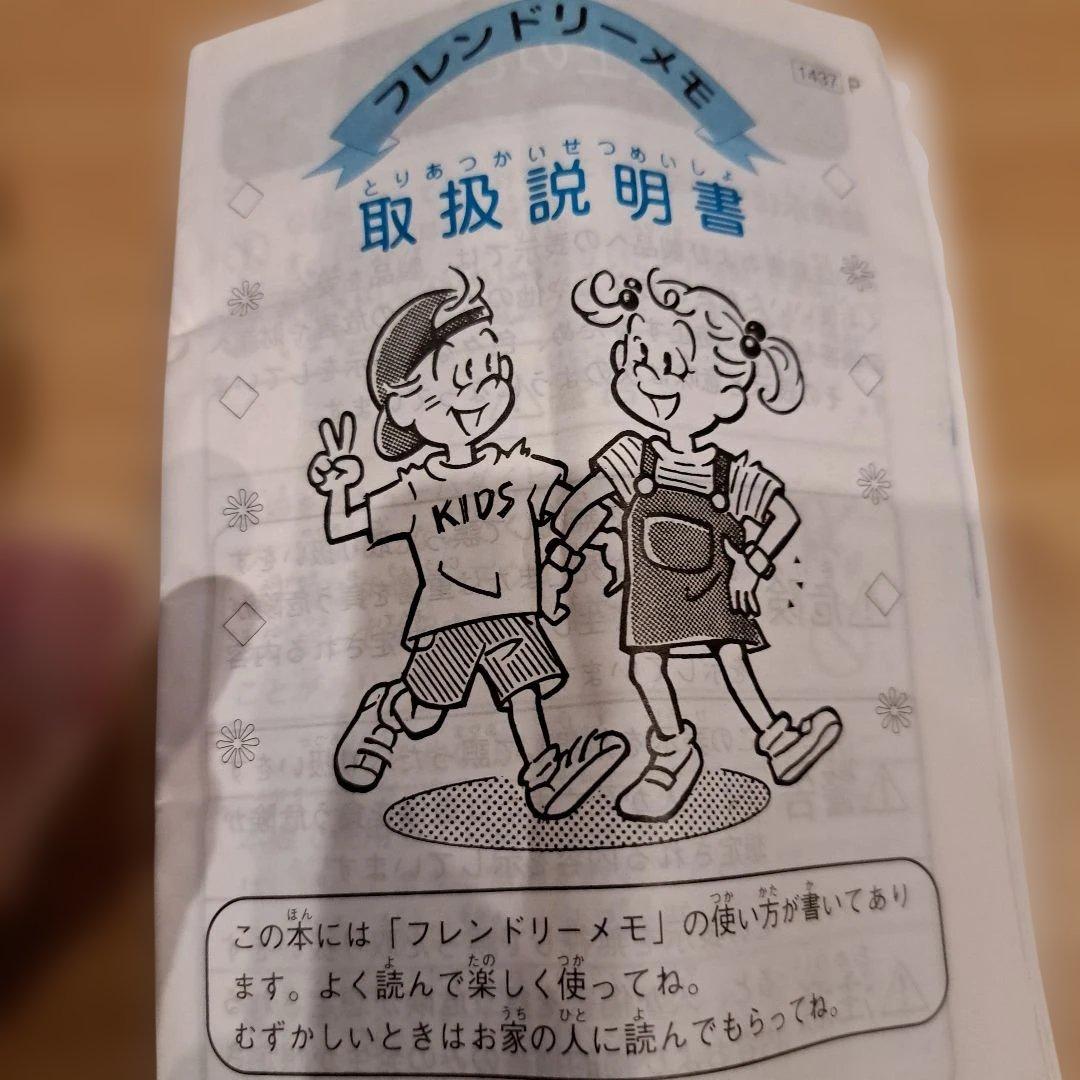 フレンドリーメモ
1437 P
とりあつかいせつめいしょ
取扱説明書
KIDS
この本には「フレンドリーメモ」の使い方が書いてあり
ます。よく読んで楽しく使ってね。
むずかしいときはお家の人に読んでもらってね。